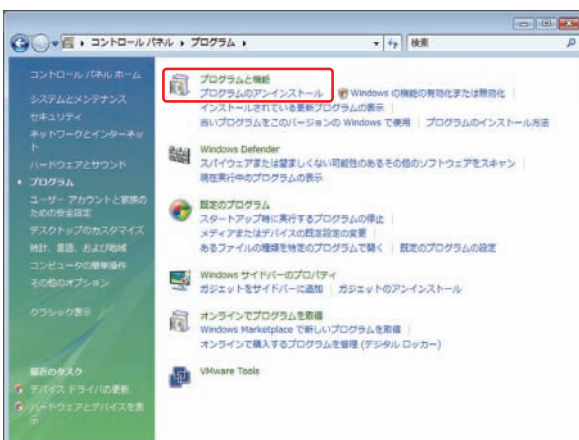 コントロール パネル ▸ プログラム ▸
検索
コントロール パネル ホーム
システムとメンテナンス
セキュリティ
ネットワークとインターネッ
ト
ハードウェアとサウンド
プログラム
ユーザー アカウントと家族の
ための安全設定
デスクトップのカスタマイズ
時計、言語、および地域
コンピュータの簡単操作
その他のオプション
クラシック表示
最近のタスク
デバイス ドライバの更新
ハードウェアとデバイスを表
示
プログラムと機能
プログラムのアンインストール | Windows の機能の有効化または無効化 |
インストールされている更新プログラムの表示 |
古いプログラムをこのバージョンの Windows で使用 | プログラムのインストール方法
Windows Defender
スパイウェアまたは望ましくない可能性のあるその他のソフトウェアをスキャン |
現在実行中のプログラムの表示
既定のプログラム
スタートアップ時に実行するプログラムの停止 |
メディアまたはデバイスの既定設定の変更 |
あるファイルの種類を特定のプログラムで開く | 既定のプログラムの設定
Windows サイドバーのプロパティ
ガジェットをサイドバーに追加 | ガジェットのアンインストール
オンラインでプログラムを取得
Windows Marketplace で新しいプログラムを取得 |
オンラインで購入するプログラムを管理 (デジタル ロッカー)
VMware Tools